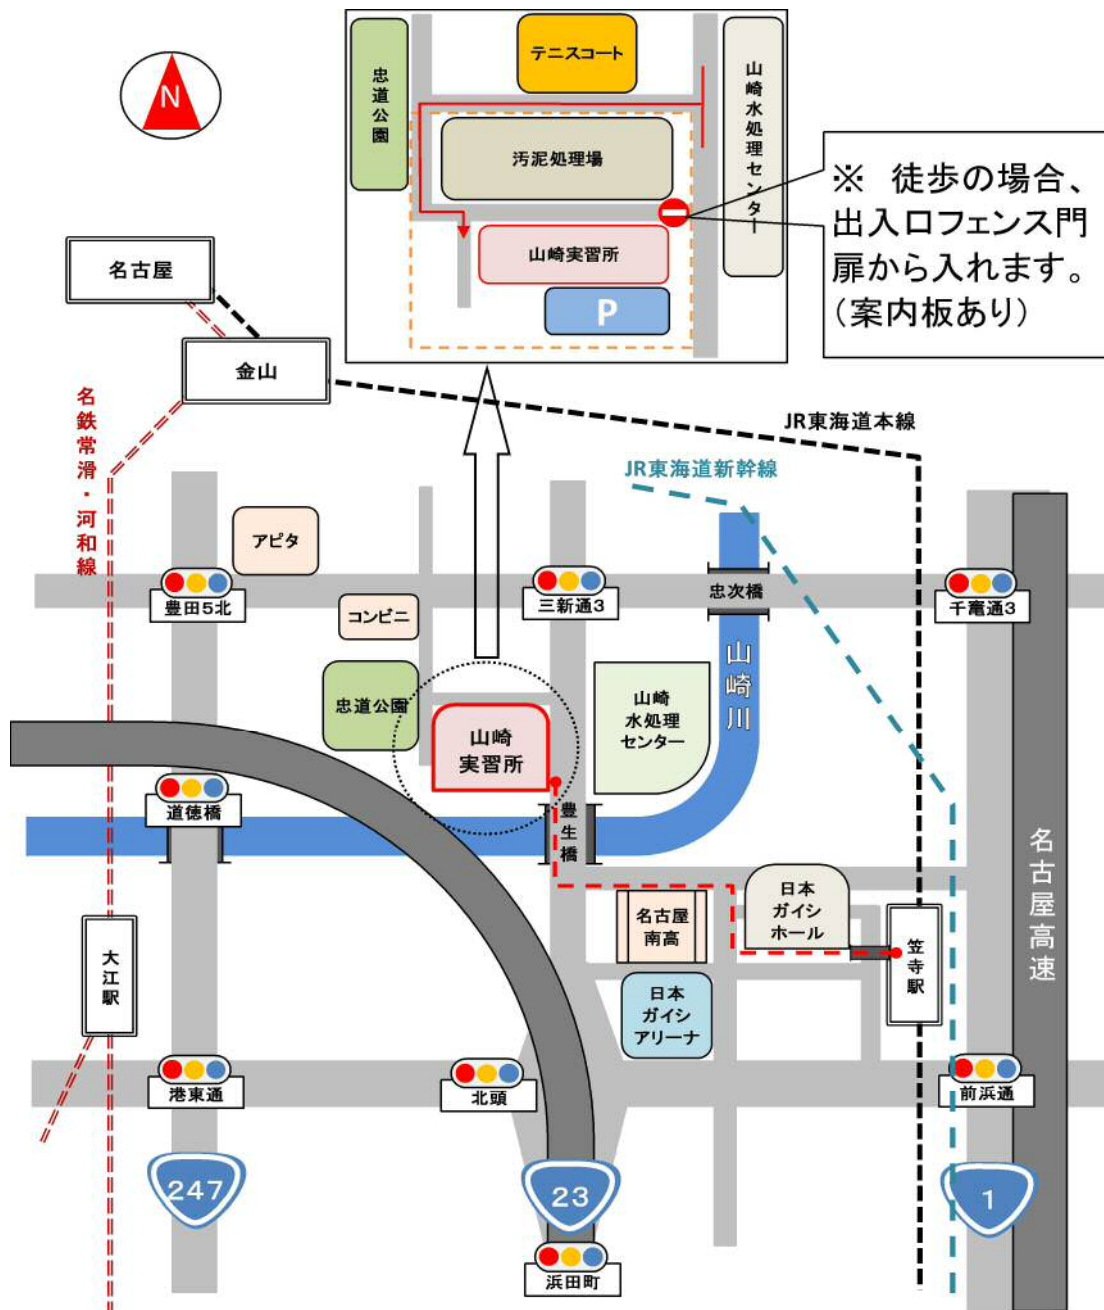 N
テニスコート
忠道公園
山崎水処理センター
汚泥処理場
山崎実習所
P
※ 徒歩の場合、
出入口フェンス門
扉から入れます。
（案内板あり）
名古屋
金山
名鉄常滑・河和線
JR東海道本線
JR東海道新幹線
アピタ
豊田5北
コンビニ
三新通3
忠次橋
千竃通3
忠道公園
山崎
実習所
山崎
水処理
センター
山崎川
道徳橋
豊生橋
名古屋高速
大江駅
名古屋
南高
日本
ガイシ
ホール
笠寺駅
日本
ガイシ
アリーナ
港東通
北頭
前浜通
247
23
1
浜田町